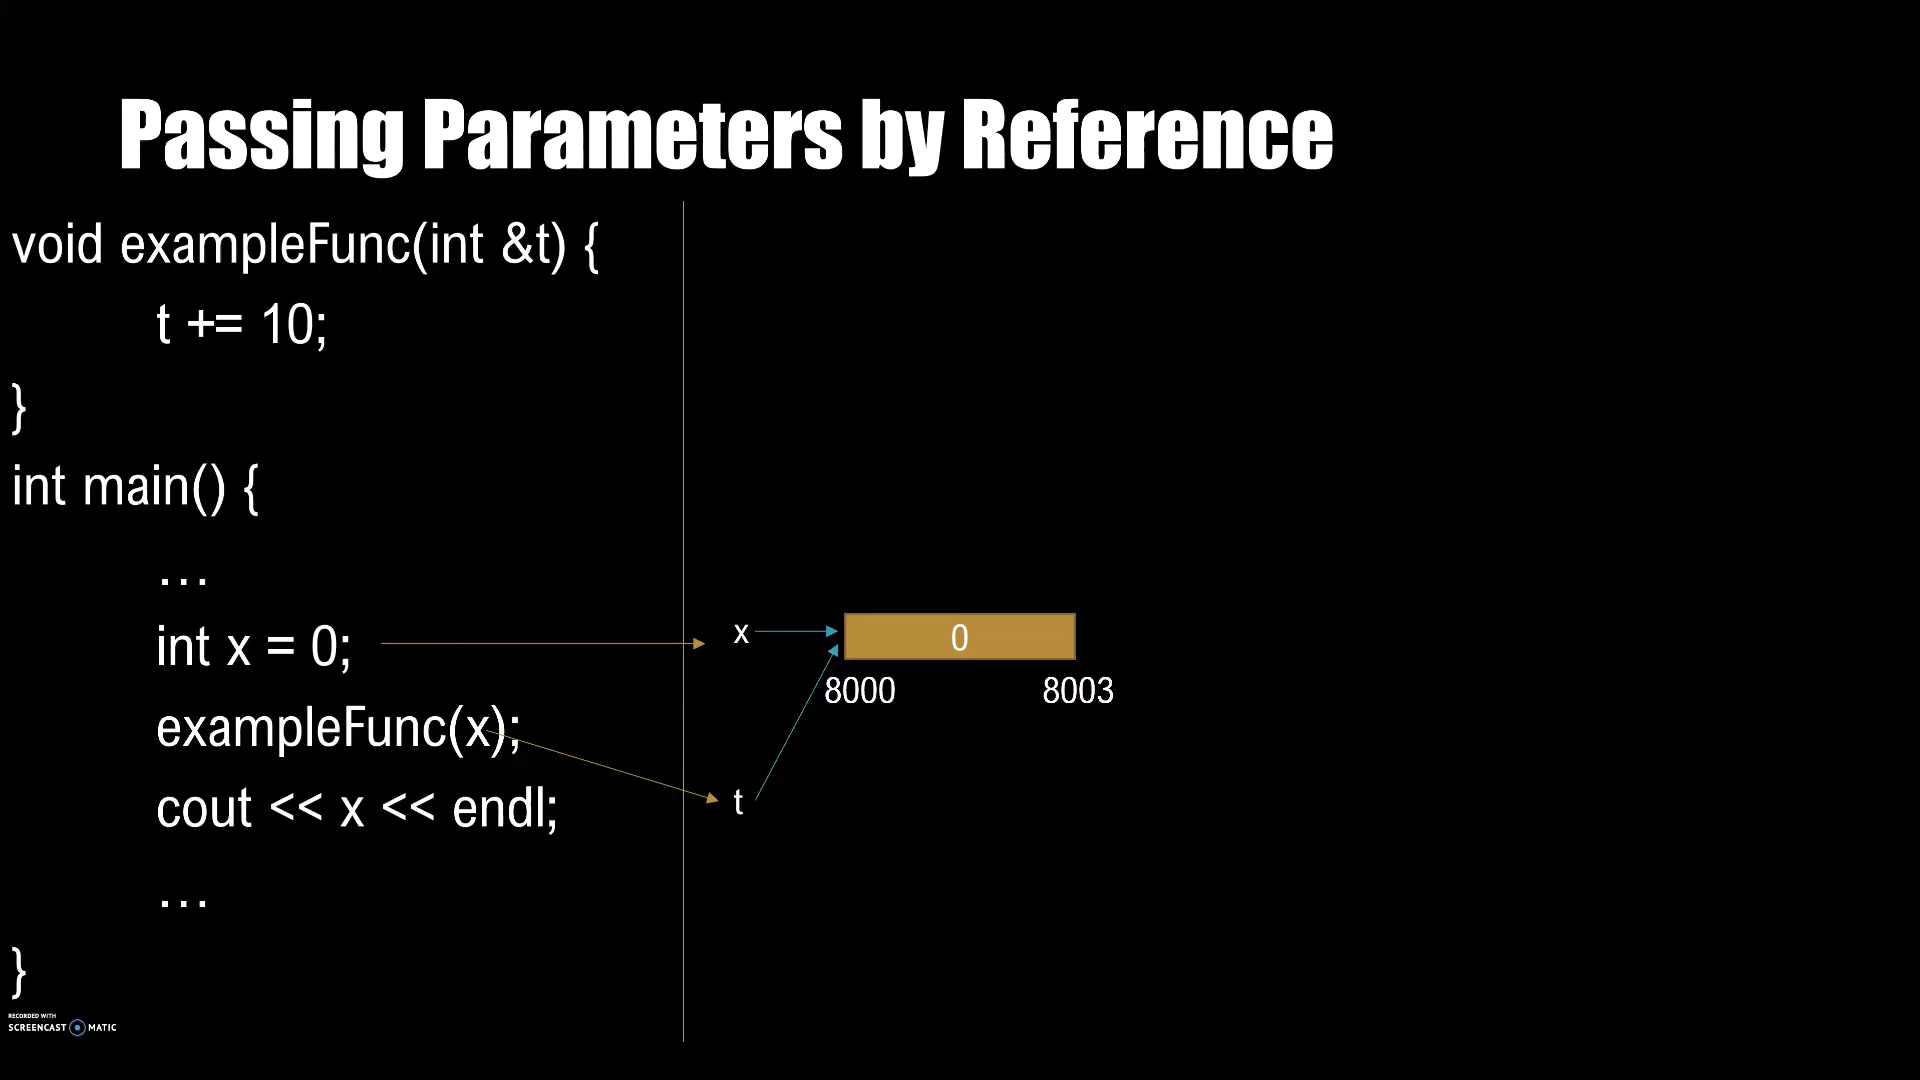 Passing Parameters by Reference
void exampleFunc(int &t) {
t += 10;
}
int main() {
...
int x = 0;
exampleFunc(x);
cout << x << endl;
...
}
x
0
8000 8003
t
RECORDED WITH
SCREENCAST MATIC